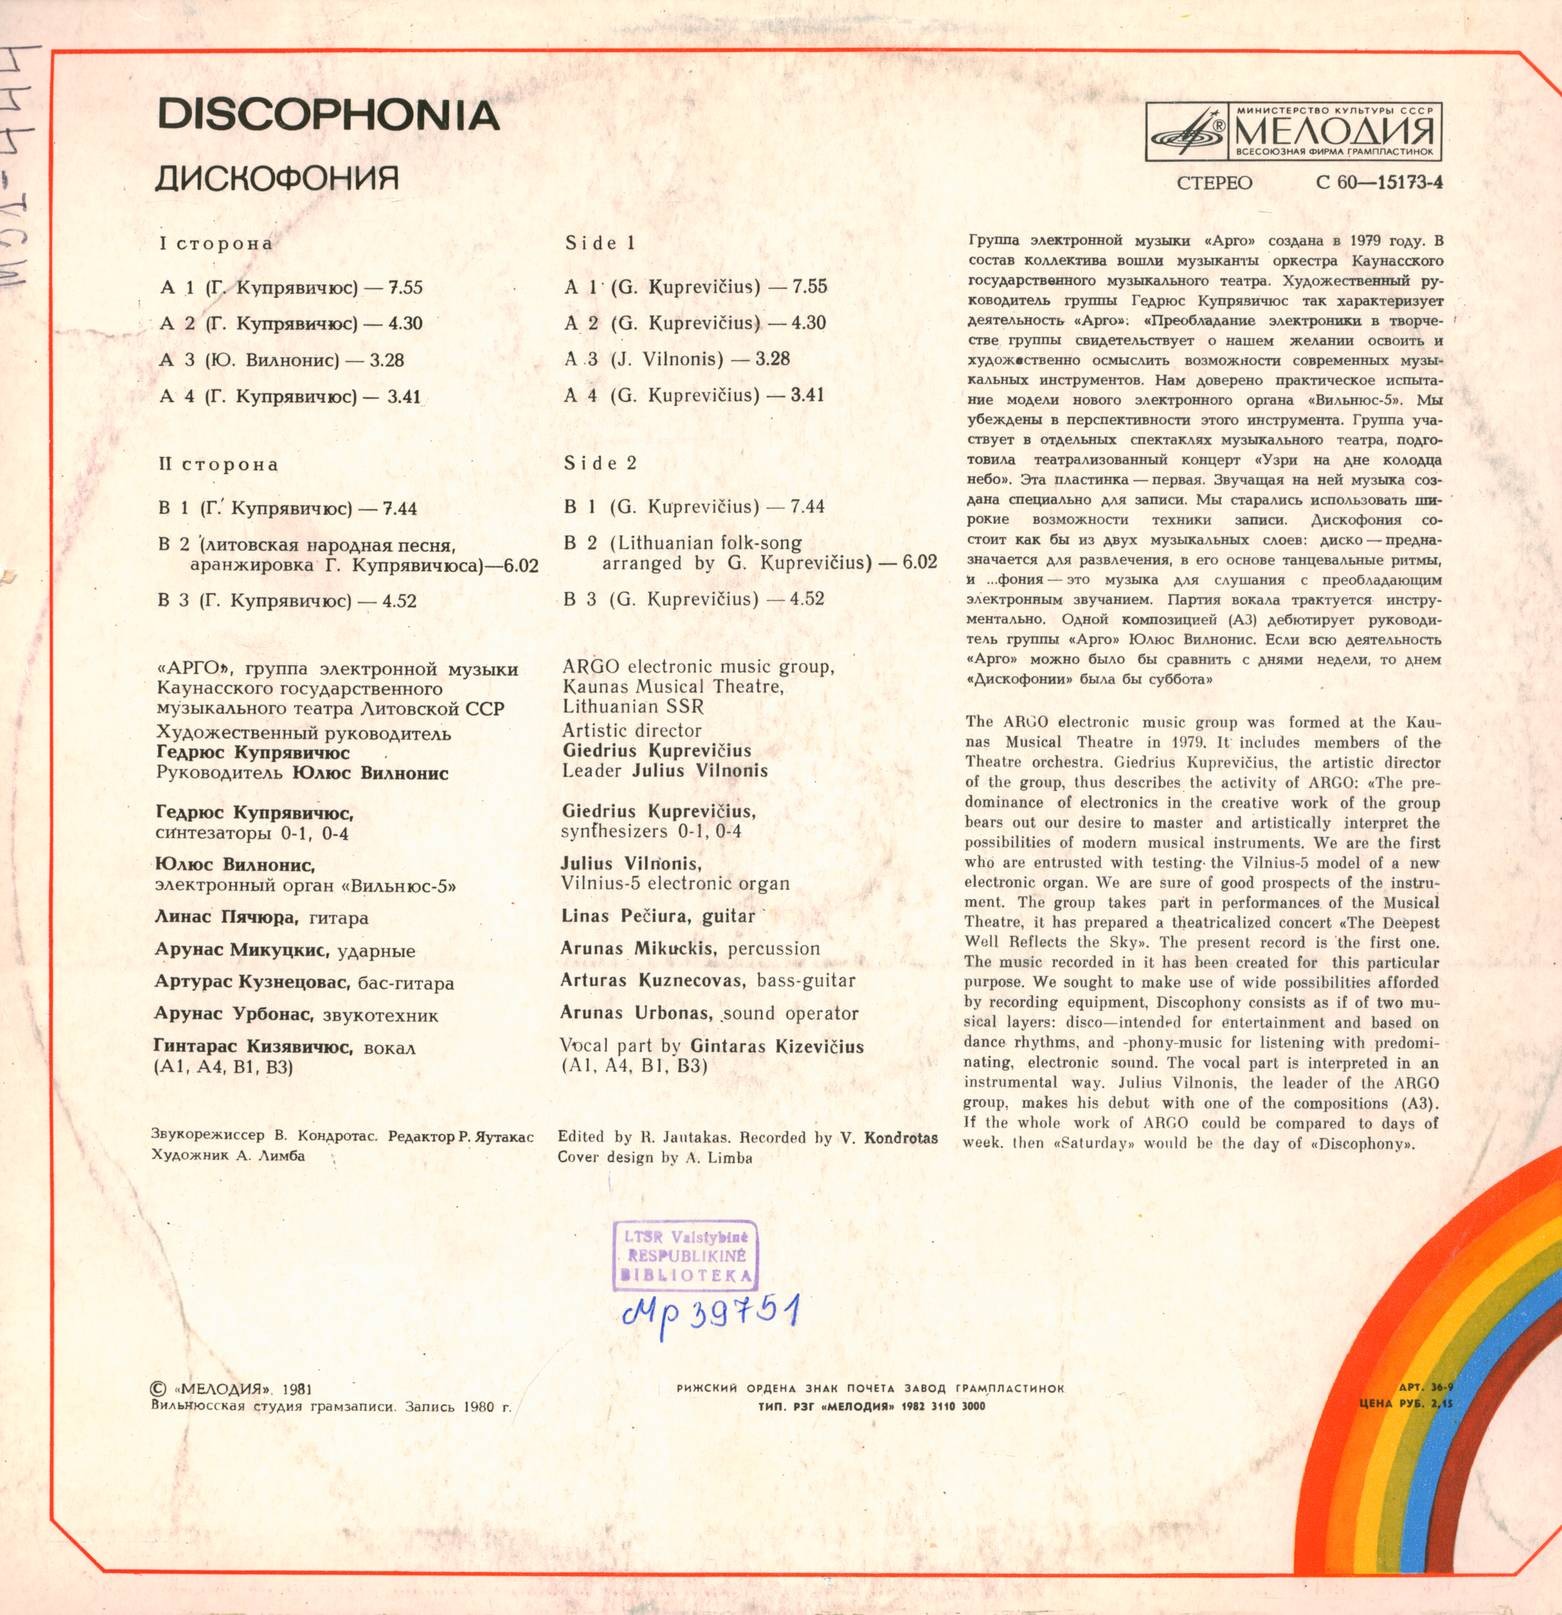 DISCOPHONIA
ДИСКОФОНИЯ
МИНИСТЕРСТВО КУЛЬТУРЫ СССР
МЕЛОДИЯ
ВСЕСОЮЗНАЯ ФИРМА ГРАМПЛАСТИНОК
СТЕРЕО С 60—15173-4
I сторона
А 1 (Г. Купрявичюс) — 7.55
А 2 (Г. Купрявичюс) — 4.30
А 3 (Ю. Вилнонис) — 3.28
А 4 (Г. Купрявичюс) — 3.41
II сторона
В 1 (Г. Купрявичюс) — 7.44
В 2 (литовская народная песня,
аранжировка Г. Купрявичюса)—6.02
В 3 (Г. Купрявичюс) — 4.52
«АРГО», группа электронной музыки
Каунасского государственного
музыкального театра Литовской ССР
Художественный руководитель
Гедрюс Купрявичюс
Руководитель Юлюс Вилнонис
Гедрюс Купрявичюс,
синтезаторы 0-1, 0-4
Юлюс Вилнонис,
электронный орган «Вильнюс-5»
Линас Пячюра, гитара
Арунас Микуцкис, ударные
Артурас Кузнецовас, бас-гитара
Арунас Урбонас, звукотехник
Гинтарас Кизявичюс, вокал
(А1, А4, В1, В3)
Звукорежиссер В. Кондротас. Редактор Р. Яутакас
Художник А. Лимба
Side 1
A 1 (G. Kuprevičius) — 7.55
A 2 (G. Kuprevičius) — 4.30
A 3 (J. Vilnonis) — 3.28
A 4 (G. Kuprevičius) — 3.41
Side 2
B 1 (G. Kuprevičius) — 7.44
B 2 (Lithuanian folk-song
arranged by G. Kuprevičius) — 6.02
B 3 (G. Kuprevičius) — 4.52
ARGO electronic music group,
Kaunas Musical Theatre,
Lithuanian SSR
Artistic director
Giedrius Kuprevičius
Leader Julius Vilnonis
Giedrius Kuprevičius,
synthesizers 0-1, 0-4
Julius Vilnonis,
Vilnius-5 electronic organ
Linas Pečiura, guitar
Arunas Mikuckis, percussion
Arturas Kuznecovas, bass-guitar
Arunas Urbonas, sound operator
Vocal part by Gintaras Kizevičius
(A1, A4, B1, B3)
Edited by R. Jautakas. Recorded by V. Kondrotas
Cover design by A. Limba
Группа электронной музыки «Арго» создана в 1979 году. В
состав коллектива вошли музыканты оркестра Каунасского
государственного музыкального театра. Художественный ру-
ководитель группы Гедрюс Купрявичюс так характеризует
деятельность «Арго»: «Преобладание электроники в творче-
стве группы свидетельствует о нашем желании освоить и
художественно осмыслить возможности современных музы-
кальных инструментов. Нам доверено практическое испыта-
ние модели нового электронного органа «Вильнюс-5». Мы
убеждены в перспективности этого инструмента. Группа уча-
ствует в отдельных спектаклях музыкального театра, подго-
товила театрализованный концерт «Узри на дне колодца
небо». Эта пластинка — первая. Звучащая на ней музыка соз-
дана специально для записи. Мы старались использовать ши-
рокие возможности техники записи. Дискофония со-
стоит как бы из двух музыкальных слоев: диско — предна-
значается для развлечения, в его основе танцевальные ритмы,
и ...фония — это музыка для слушания с преобладающим
электронным звучанием. Партия вокала трактуется инстру-
ментально. Одной композицией (А3) дебютирует руководи-
тель группы «Арго» Юлюс Вилнонис. Если всю деятельность
«Арго» можно было бы сравнить с днями недели, то днем
«Дискофонии» была бы суббота»
The ARGO electronic music group was formed at the Kau-
nas Musical Theatre in 1979. It includes members of the
Theatre orchestra. Giedrius Kuprevičius, the artistic director
of the group, thus describes the activity of ARGO: «The pre-
dominance of electronics in the creative work of the group
bears out our desire to master and artistically interpret the
possibilities of modern musical instruments. We are the first
who are entrusted with testing the Vilnius-5 model of a new
electronic organ. We are sure of good prospects of the instru-
ment. The group takes part in performances of the Musical
Theatre, it has prepared a theatricalized concert «The Deepest
Well Reflects the Sky». The present record is the first one.
The music recorded in it has been created for this particular
purpose. We sought to make use of wide possibilities afforded
by recording equipment, Discophony consists as if of two mu-
sical layers: disco—intended for entertainment and based on
dance rhythms, and -phony-music for listening with predomi-
nating, electronic sound. The vocal part is interpreted in an
instrumental way. Julius Vilnonis, the leader of the ARGO
group, makes his debut with one of the compositions (A3).
If the whole work of ARGO could be compared to days of
week. then «Saturday» would be the day of «Discophony».
LTSR Valstybinė
RESPUBLIKINĖ
BIBLIOTEKA
Mp 39751
© «МЕЛОДИЯ». 1981
Вильнюсская студия грамзаписи. Запись 1980 г.
РИЖСКИЙ ОРДЕНА ЗНАК ПОЧЕТА ЗАВОД ГРАМПЛАСТИНОК
ТИП. РЗГ «МЕЛОДИЯ» 1982 3110 3000
АРТ. 36-9
ЦЕНА РУБ. 2,15